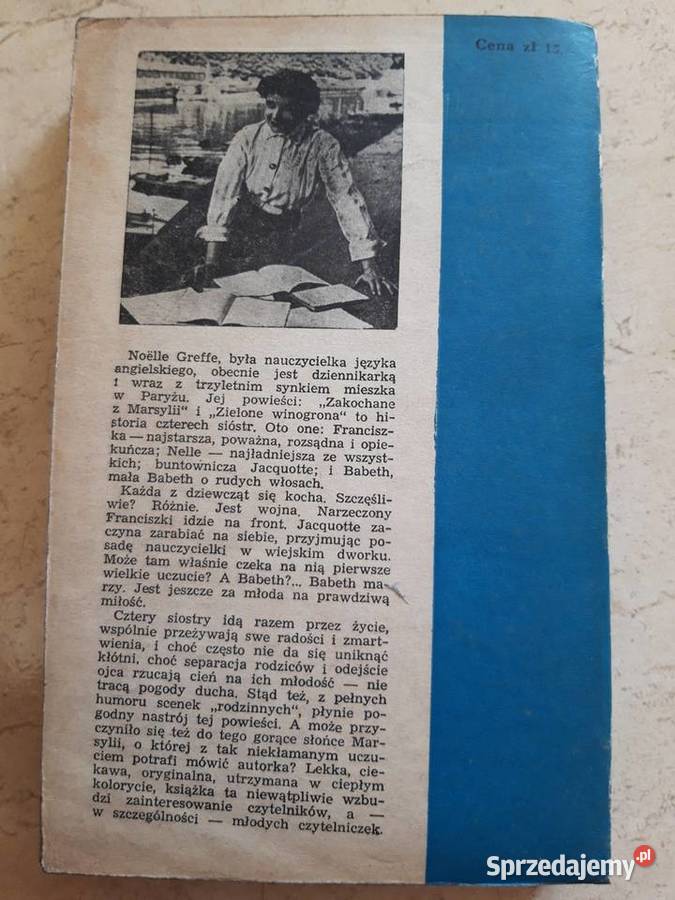 Cena zł 15,
Noëlle Greffe, była nauczycielka języka
angielskiego, obecnie jest dziennikarką
i wraz z trzyletnim synkiem mieszka
w Paryżu. Jej powieści: „Zakochane
z Marsylii" i „Zielone winogrona" to hi-
storia czterech sióstr. Oto one: Francisz-
ka — najstarsza, poważna, rozsądna i opie-
kuńcza; Nelle — najładniejsza ze wszyst-
kich; buntownicza Jacquotte; i Babeth,
mała Babeth o rudych włosach.
Każda z dziewcząt się kocha. Szczęśli-
wie? Różnie. Jest wojna. Narzeczony
Franciszki idzie na front. Jacquotte za-
czyna zarabiać na siebie, przyjmując po-
sadę nauczycielki w wiejskim dworku.
Może tam właśnie czeka na nią pierwsze
wielkie uczucie? A Babeth?... Babeth ma-
rzy. Jest jeszcze za młoda na prawdziwą
miłość.
Cztery siostry idą razem przez życie,
wspólnie przeżywają swe radości i zmart-
wienia, i choć często nie da się uniknąć
kłótni, choć separacja rodziców i odejście
ojca rzucają cień na ich młodość — nie
tracą pogody ducha. Stąd też, z pełnych
humoru scenek „rodzinnych", płynie po-
godny nastrój tej powieści. A może przy-
czyniło się też do tego gorące słońce Mar-
sylii, o której z tak niekłamanym uczu-
ciem potrafi mówić autorka? Lekka, cie-
kawa, oryginalna, utrzymana w ciepłym
kolorycie, książka ta niewątpliwie wzbu-
dzi zainteresowanie czytelników, a —
w szczególności — młodych czytelniczek.
Sprzedajemy.pl